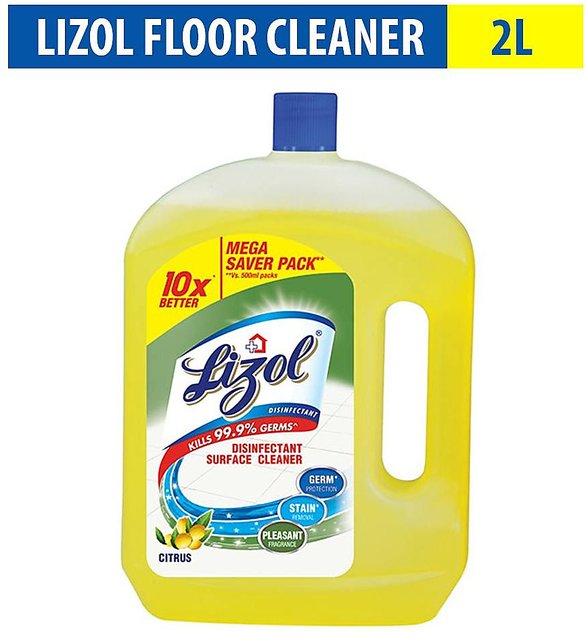 LIZOL FLOOR CLEANER 2L
MEGA
SAVER PACK**
**Vs. 500ml packs
10x*
BETTER
Lizol®
DISINFECTANT
KILLS 99.9% GERMS^
DISINFECTANT
SURFACE CLEANER
GERM*
PROTECTION
STAIN*
REMOVAL
PLEASANT
FRAGRANCE
CITRUS